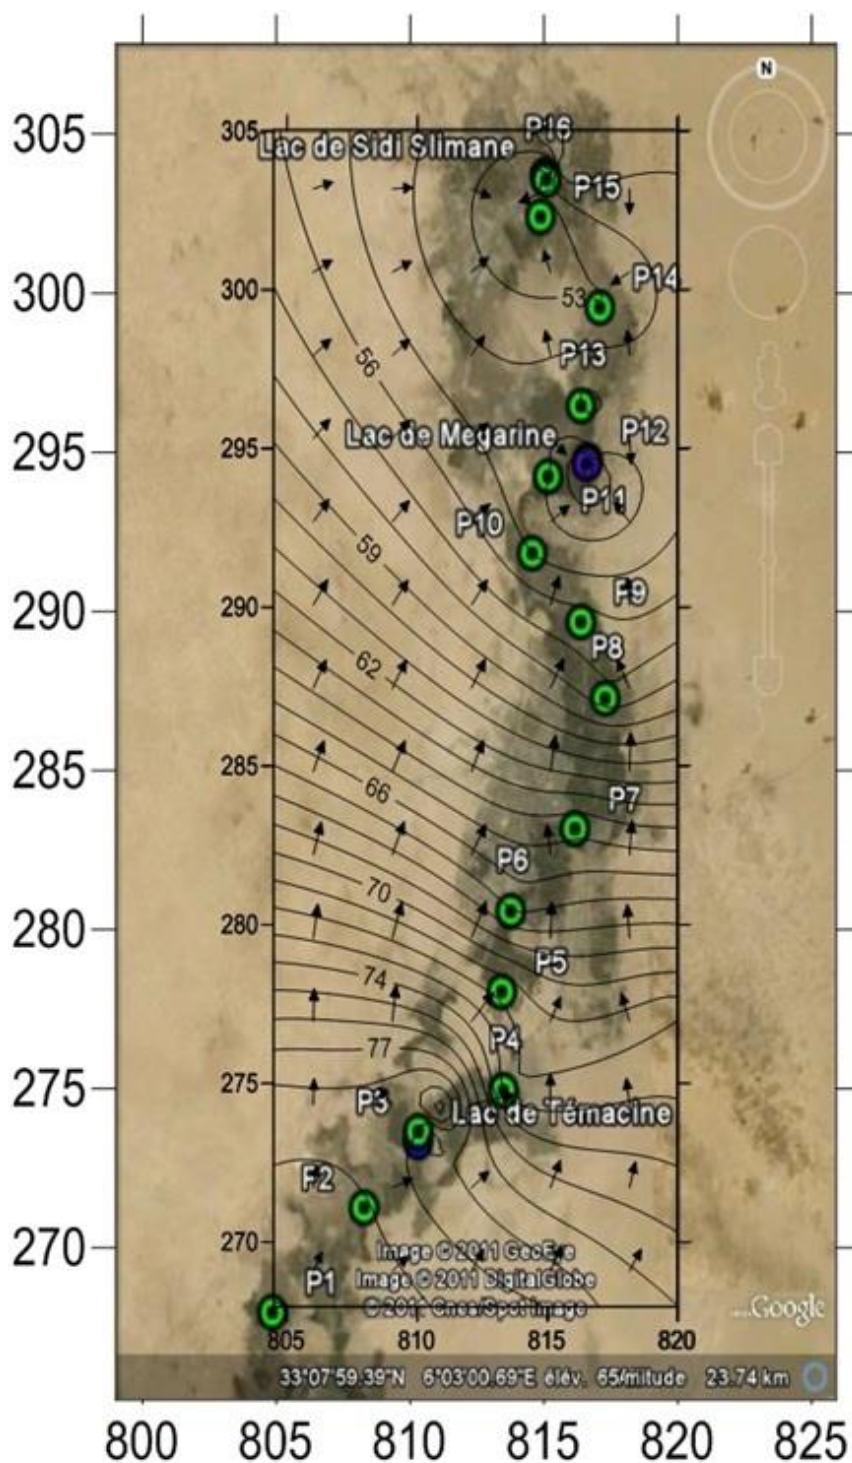 N
305
305
P16
Lac de Sidi Slimane
P15
300
300
P14
53
P13
56
295
295
Lac de Megarine
P12
P11
P10
59
290
290
P9
P8
62
285
285
66
P7
P6
70
280
280
P5
74
P4
77
275
275
P3
Lac de Témacine
P2
270
270
Image © 2011 GeoEye
Image © 2011 DigitalGlobe
© 2011 Cnes/Spot Image
P1
Google
805 810 815 820
33°07'59.39"N 6°03'00.69"E élév. 23.74 km
800 805 810 815 825